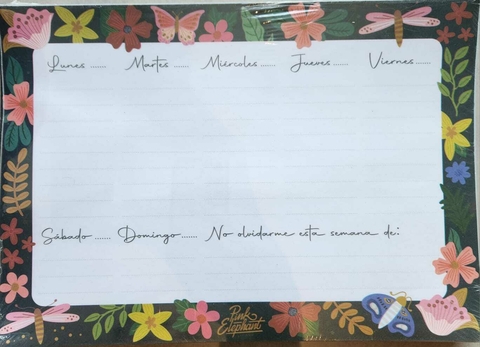 Lunes ....... Martes ....... Miércoles ....... Jueves ....... Viernes .......
Sábado ....... Domingo ....... No olvidarme esta semana de:
Pink
Elephant